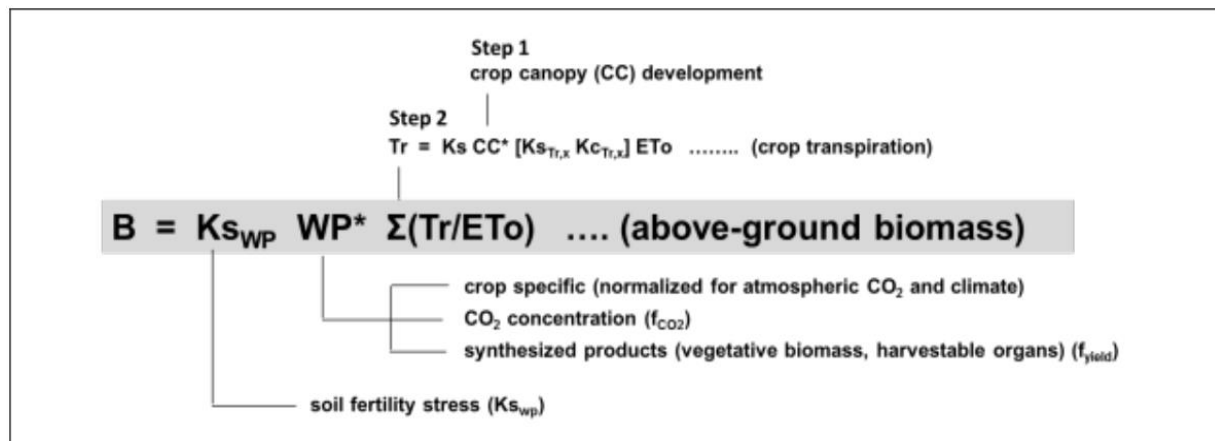 Step 1
crop canopy (CC) development
Step 2
Tr = Ks CC* [Ks_Tr,x Kc_Tr,x] ETo ........ (crop transpiration)
B = Ks_WP WP* Σ(Tr/ETo) .... (above-ground biomass)
crop specific (normalized for atmospheric CO₂ and climate)
CO₂ concentration (f_CO2)
synthesized products (vegetative biomass, harvestable organs) (f_yield)
soil fertility stress (Ks_wp)